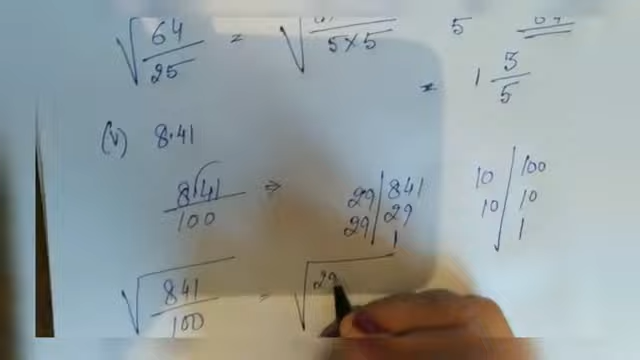 √64/25 = √ /5×5 5
= 1 3/5
(V) 8.41
841/100 ⇒ 29|841 10|100
29|29 10|10
1 1
√841/100 = √29